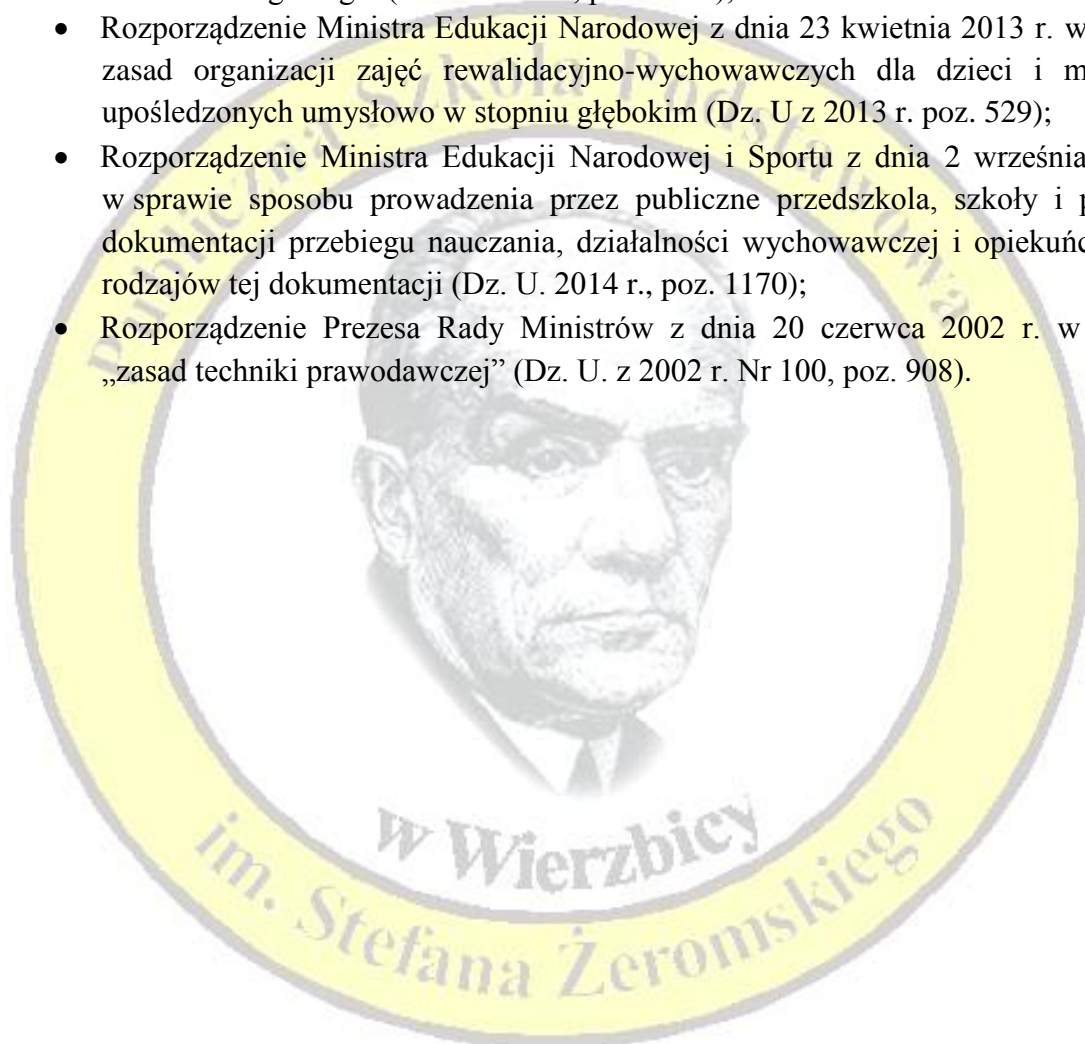 • Rozporządzenie Ministra Edukacji Narodowej z dnia 23 kwietnia 2013 r. w
zasad organizacji zajęć rewalidacyjno-wychowawczych dla dzieci i m
upośledzonych umysłowo w stopniu głębokim (Dz. U z 2013 r. poz. 529);
• Rozporządzenie Ministra Edukacji Narodowej i Sportu z dnia 2 września
w sprawie sposobu prowadzenia przez publiczne przedszkola, szkoły i p
dokumentacji przebiegu nauczania, działalności wychowawczej i opiekuńc
rodzajów tej dokumentacji (Dz. U. 2014 r., poz. 1170);
• Rozporządzenie Prezesa Rady Ministrów z dnia 20 czerwca 2002 r. w
„zasad techniki prawodawczej” (Dz. U. z 2002 r. Nr 100, poz. 908).
Publiczna Szkoła Podstawowa
w Wierzbicy
im. Stefana Żeromskiego